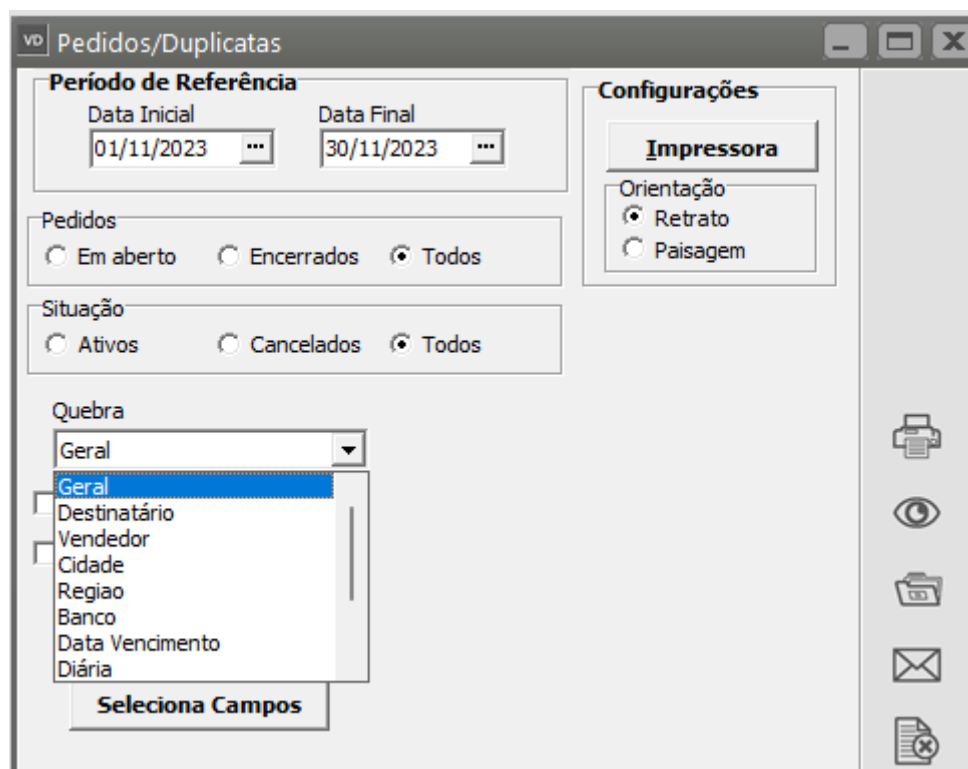 VD Pedidos/Duplicatas
Período de Referência
Data Inicial
Data Final
01/11/2023 ...
30/11/2023 ...
Configurações
Impressora
Orientação
Retrato
Paisagem
Pedidos
Em aberto
Encerrados
Todos
Situação
Ativos
Cancelados
Todos
Quebra
Geral
Geral
Destinatário
Vendedor
Cidade
Regiao
Banco
Data Vencimento
Diária
Seleciona Campos